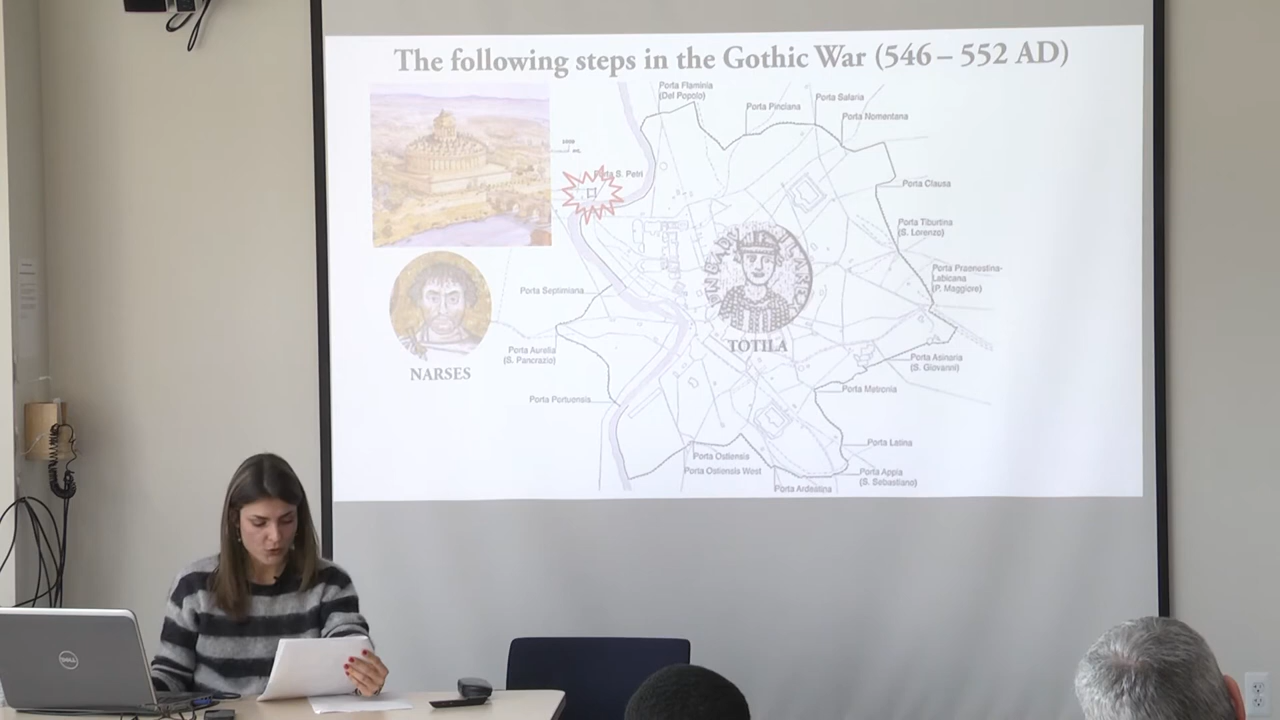 The following steps in the Gothic War (546 – 552 AD)
Porta Flaminia
(Del Popolo)
Porta Pinciana
Porta Salaria
Porta Nomentana
S. Petri
Porta Clausa
Porta Tiburtina
(S. Lorenzo)
Porta Praenestina-
Labicana
(P. Maggiore)
Porta Septimiana
TOTILA
Porta Aurelia
(S. Pancrazio)
Porta Asinaria
(S. Giovanni)
NARSES
Porta Metronia
Porta Portuensis
Porta Latina
Porta Ostiensis
Porta Ostiensis West
Porta Appia
(S. Sebastiano)
Porta Ardeatina
DELL